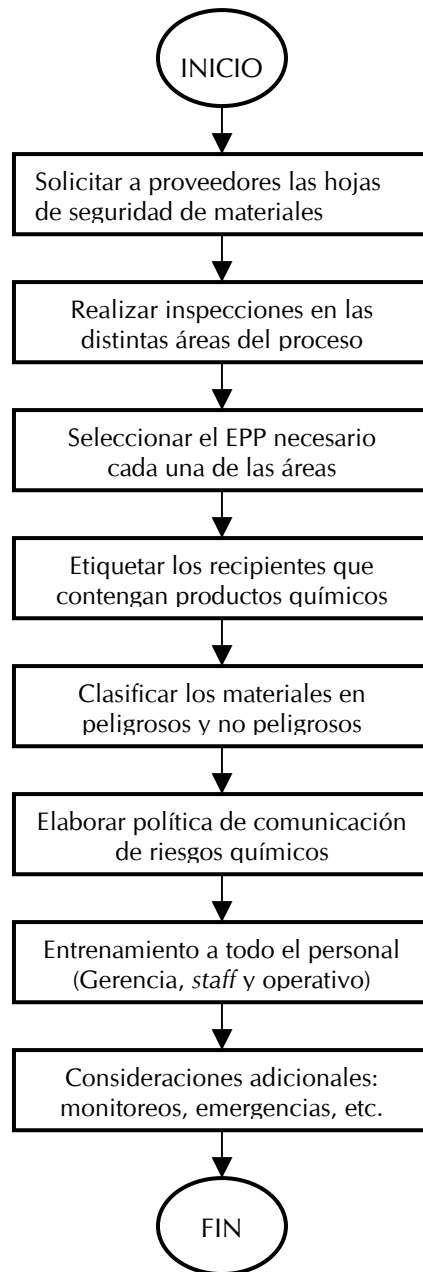 INICIO
Solicitar a proveedores las hojas
de seguridad de materiales
Realizar inspecciones en las
distintas áreas del proceso
Seleccionar el EPP necesario
cada una de las áreas
Etiquetar los recipientes que
contengan productos químicos
Clasificar los materiales en
peligrosos y no peligrosos
Elaborar política de comunicación
de riesgos químicos
Entrenamiento a todo el personal
(Gerencia, staff y operativo)
Consideraciones adicionales:
monitoreos, emergencias, etc.
FIN